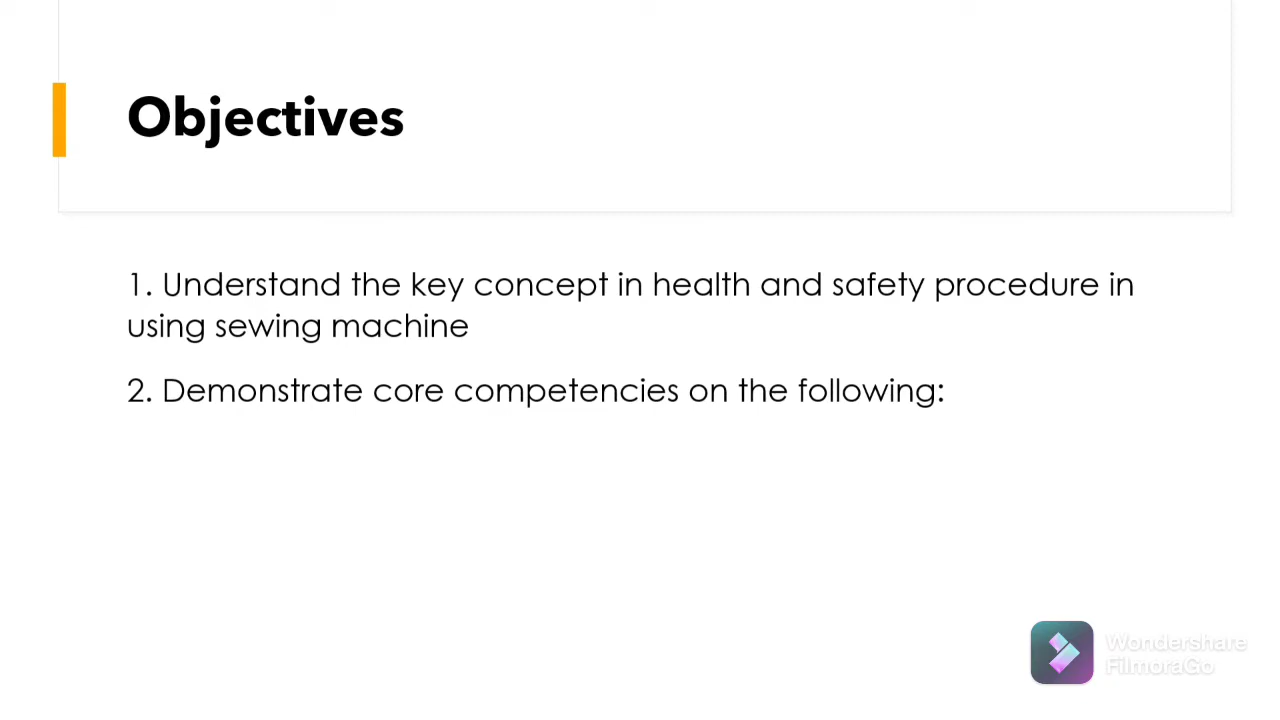 Objectives
1. Understand the key concept in health and safety procedure in
using sewing machine
2. Demonstrate core competencies on the following:
Wondershare
FilmoraGo